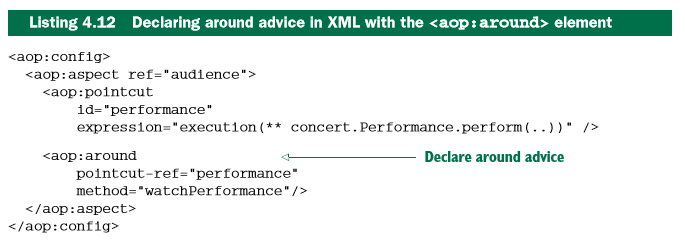 Listing 4.12 Declaring around advice in XML with the <aop:around> element
<aop:config>
<aop:aspect ref="audience">
<aop:pointcut
id="performance"
expression="execution(** concert.Performance.perform(..))" />
<aop:around
Declare around advice
pointcut-ref="performance"
method="watchPerformance"/>
</aop:aspect>
</aop:config>